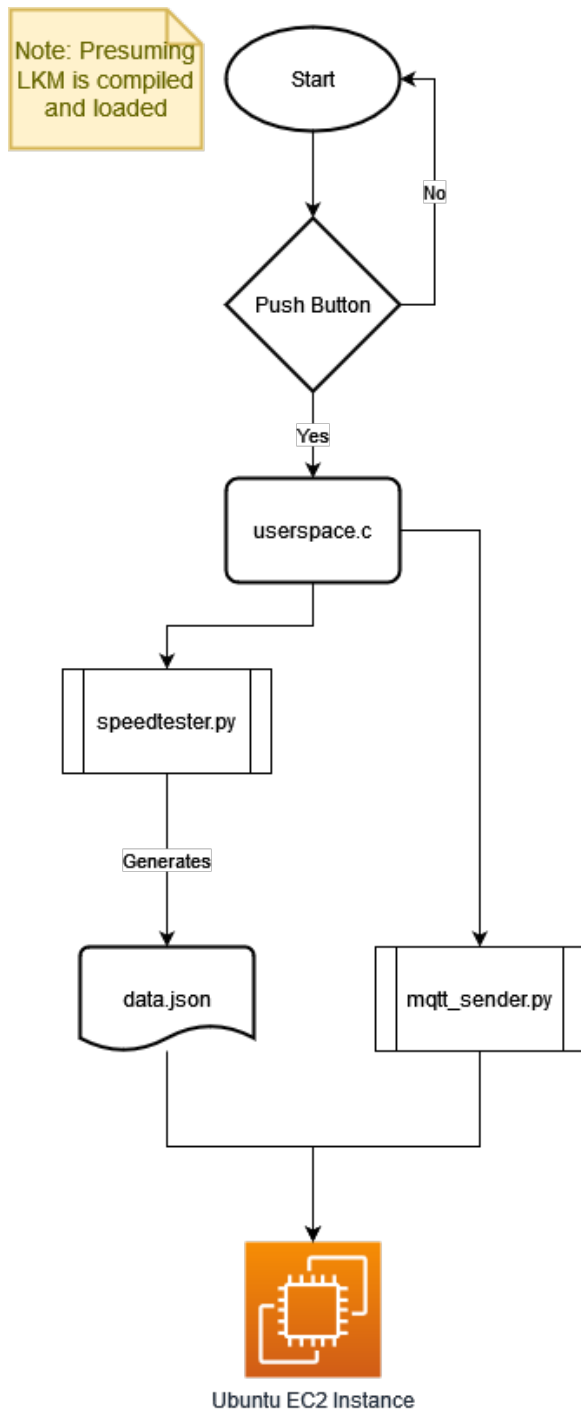 Note: Presuming
LKM is compiled
and loaded
Start
No
Push Button
Yes
userspace.c
speedtester.py
Generates
data.json
mqtt_sender.py
Ubuntu EC2 Instance